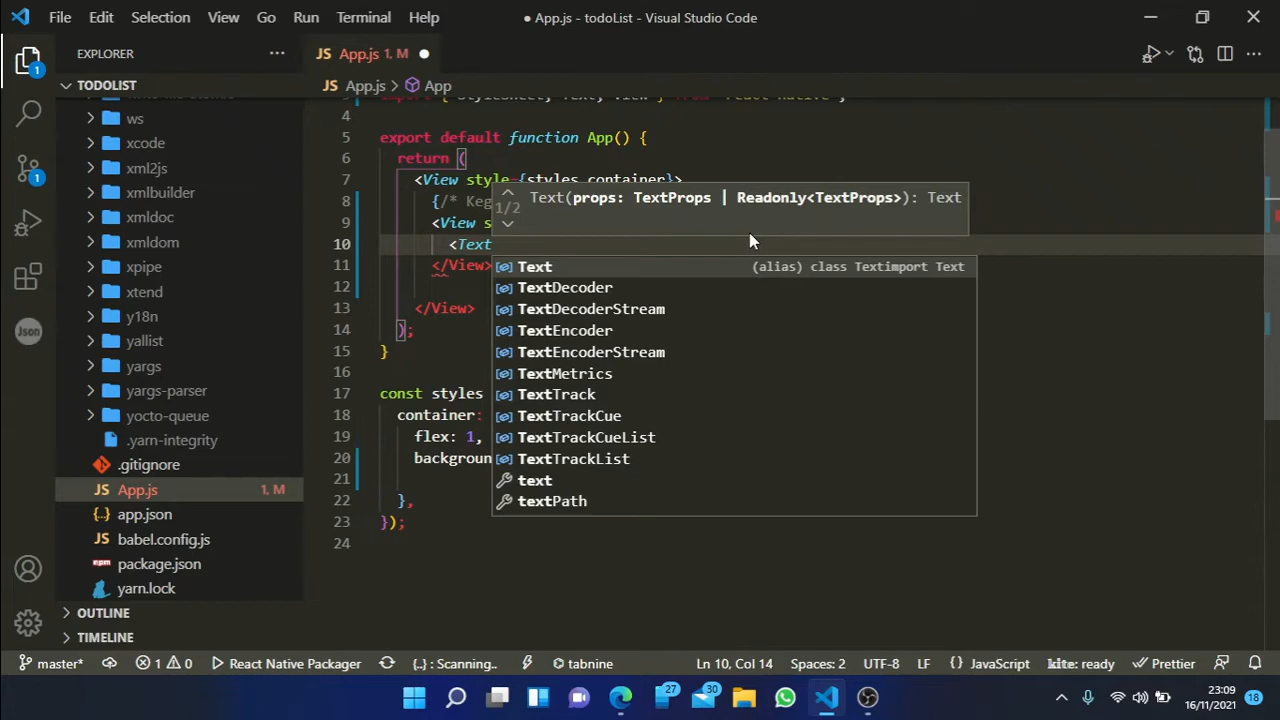 File Edit Selection View Go Run Terminal Help
● App.js - todoList - Visual Studio Code
EXPLORER
App.js 1, M
TODOLIST
App.js > App
ws
xcode
xml2js
xmlbuilder
xmldoc
xmldom
xpipe
xtend
y18n
yallist
yargs
yargs-parser
yocto-queue
.yarn-integrity
.gitignore
App.js 1, M
app.json
babel.config.js
package.json
yarn.lock
OUTLINE
TIMELINE
4
5 export default function App() {
6 return (
7 <View style={styles.container}>
8 {/* Keg
9 <View s
10 <Text
11 </View>
12
13 </View>
14 );
15 }
16
17 const styles
18 container:
19 flex: 1,
20 backgroun
21
22 },
23 });
24
1/2
Text(props: TextProps | Readonly<TextProps>): Text
Text (alias) class Textimport Text
TextDecoder
TextDecoderStream
TextEncoder
TextEncoderStream
TextMetrics
TextTrack
TextTrackCue
TextTrackCueList
TextTrackList
text
textPath
1
1
Json
master* 1 0 React Native Packager {..} : Scanning.. tabnine Ln 10, Col 14 Spaces: 2 UTF-8 LF {} JavaScript kite: ready Prettier
27
30
23:09
16/11/2021
18